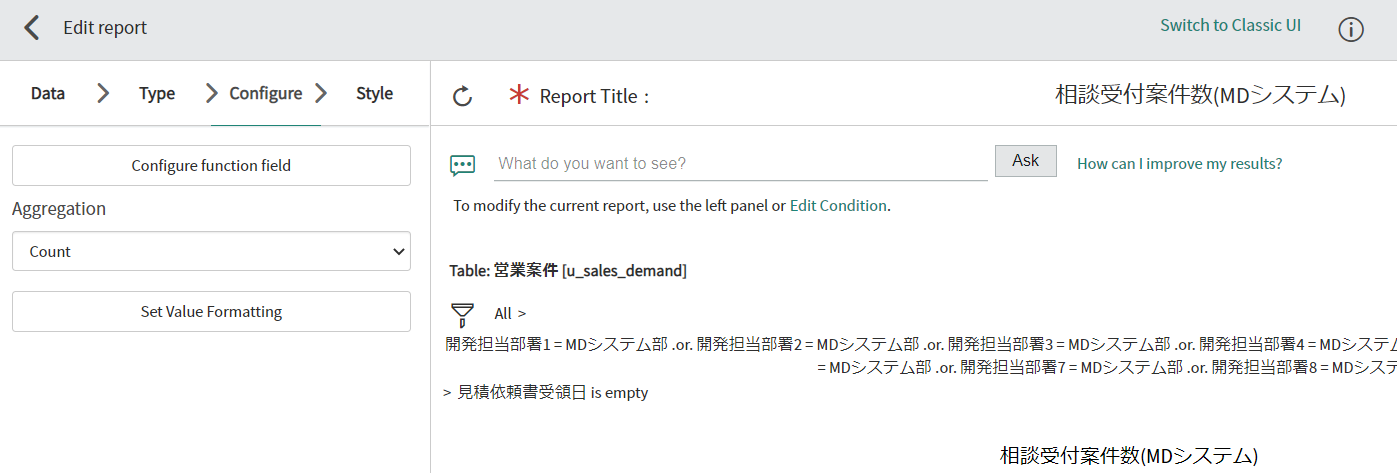 Edit report
Switch to Classic UI
Data
Type
Configure
Style
Report Title :
相談受付案件数(MDシステム)
Configure function field
Aggregation
Count
Set Value Formatting
What do you want to see?
Ask
How can I improve my results?
To modify the current report, use the left panel or Edit Condition.
Table: 営業案件 [u_sales_demand]
All >
開発担当部署1 = MDシステム部 .or. 開発担当部署2 = MDシステム部 .or. 開発担当部署3 = MDシステム部 .or. 開発担当部署4 = MDシステム
= MDシステム部 .or. 開発担当部署7 = MDシステム部 .or. 開発担当部署8 = MDシステ
> 見積依頼書受領日 is empty
相談受付案件数(MDシステム)